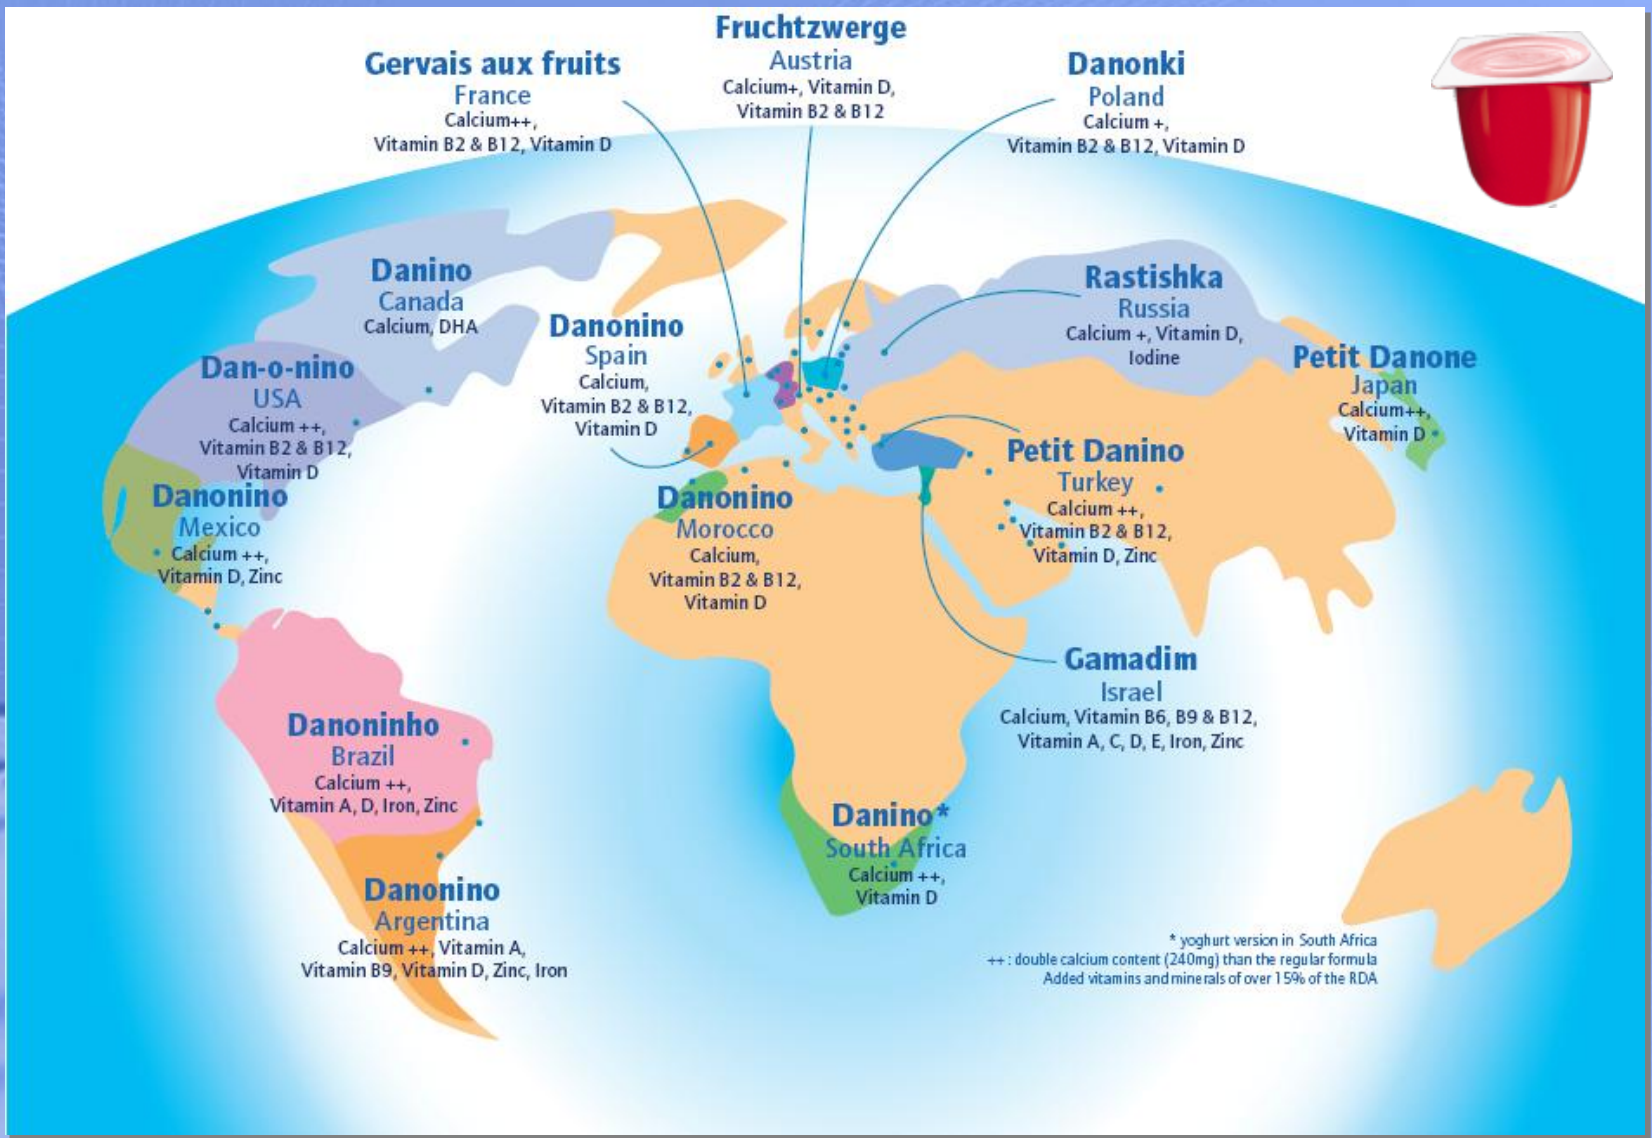 Fruchtzwerge
Austria
Calcium+, Vitamin D,
Vitamin B2 & B12
Gervais aux fruits
France
Calcium++,
Vitamin B2 & B12, Vitamin D
Danonki
Poland
Calcium +,
Vitamin B2 & B12, Vitamin D
Danino
Canada
Calcium, DHA
Danonino
Spain
Calcium,
Vitamin B2 & B12,
Vitamin D
Rastishka
Russia
Calcium +, Vitamin D,
Iodine
Petit Danone
Japan
Calcium++,
Vitamin D
Dan-o-nino
USA
Calcium ++,
Vitamin B2 & B12,
Vitamin D
Danonino
Mexico
Calcium ++,
Vitamin D, Zinc
Danonino
Morocco
Calcium,
Vitamin B2 & B12,
Vitamin D
Petit Danino
Turkey
Calcium ++,
Vitamin B2 & B12,
Vitamin D, Zinc
Gamadim
Israel
Calcium, Vitamin B6, B9 & B12,
Vitamin A, C, D, E, Iron, Zinc
Danoninho
Brazil
Calcium ++,
Vitamin A, D, Iron, Zinc
Danino*
South Africa
Calcium ++,
Vitamin D
Danonino
Argentina
Calcium ++, Vitamin A,
Vitamin B9, Vitamin D, Zinc, Iron
* yoghurt version in South Africa
++ : double calcium content (240mg) than the regular formula
Added vitamins and minerals of over 15% of the RDA